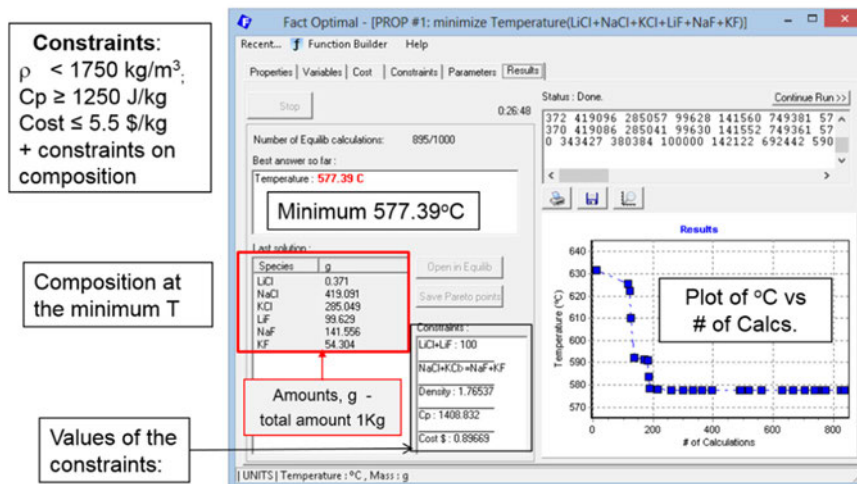 Constraints:
ρ < 1750 kg/m3;
Cp ≥ 1250 J/kg
Cost ≤ 5.5 $/kg
+ constraints on
composition
Composition at
the minimum T
Values of the
constraints:
Fact Optimal - [PROP #1: minimize Temperature(LiCl+NaCl+KCl+LiF+NaF+KF)]
Recent... Function Builder Help
Properties Variables Cost Constraints Parameters Results
Stop
0:26:48
Number of Equilib calculations: 895/1000
Best answer so far :
Temperature : 577.39 C
Minimum 577.39oC
Last solution :
Species g
LiCl 0.371
NaCl 419.091
KCl 285.049
LiF 99.629
NaF 141.556
KF 54.304
Open in Equilib
Save Pareto points
Amounts, g -
total amount 1Kg
Constraints :
LiCl+LiF : 100
NaCl+KCl>=NaF+KF
Density : 1.76537
Cp : 1408.832
Cost $ : 0.89669
Status : Done.
Continue Run >>
372 419096 285057 99628 141560 749381 57
370 419086 285041 99630 141552 749361 57
0 343427 380384 100000 142122 692442 590
Results
Plot of oC vs
# of Calcs.
Temperature (ºC)
640
630
620
610
600
590
580
570
0 200 400 600 800
# of Calculations
| UNITS | Temperature : ºC , Mass : g